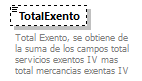 TotalExento
Total Exento, se obtiene de
la suma de los campos total
servicios exentos IV mas
total mercancias exentas IV